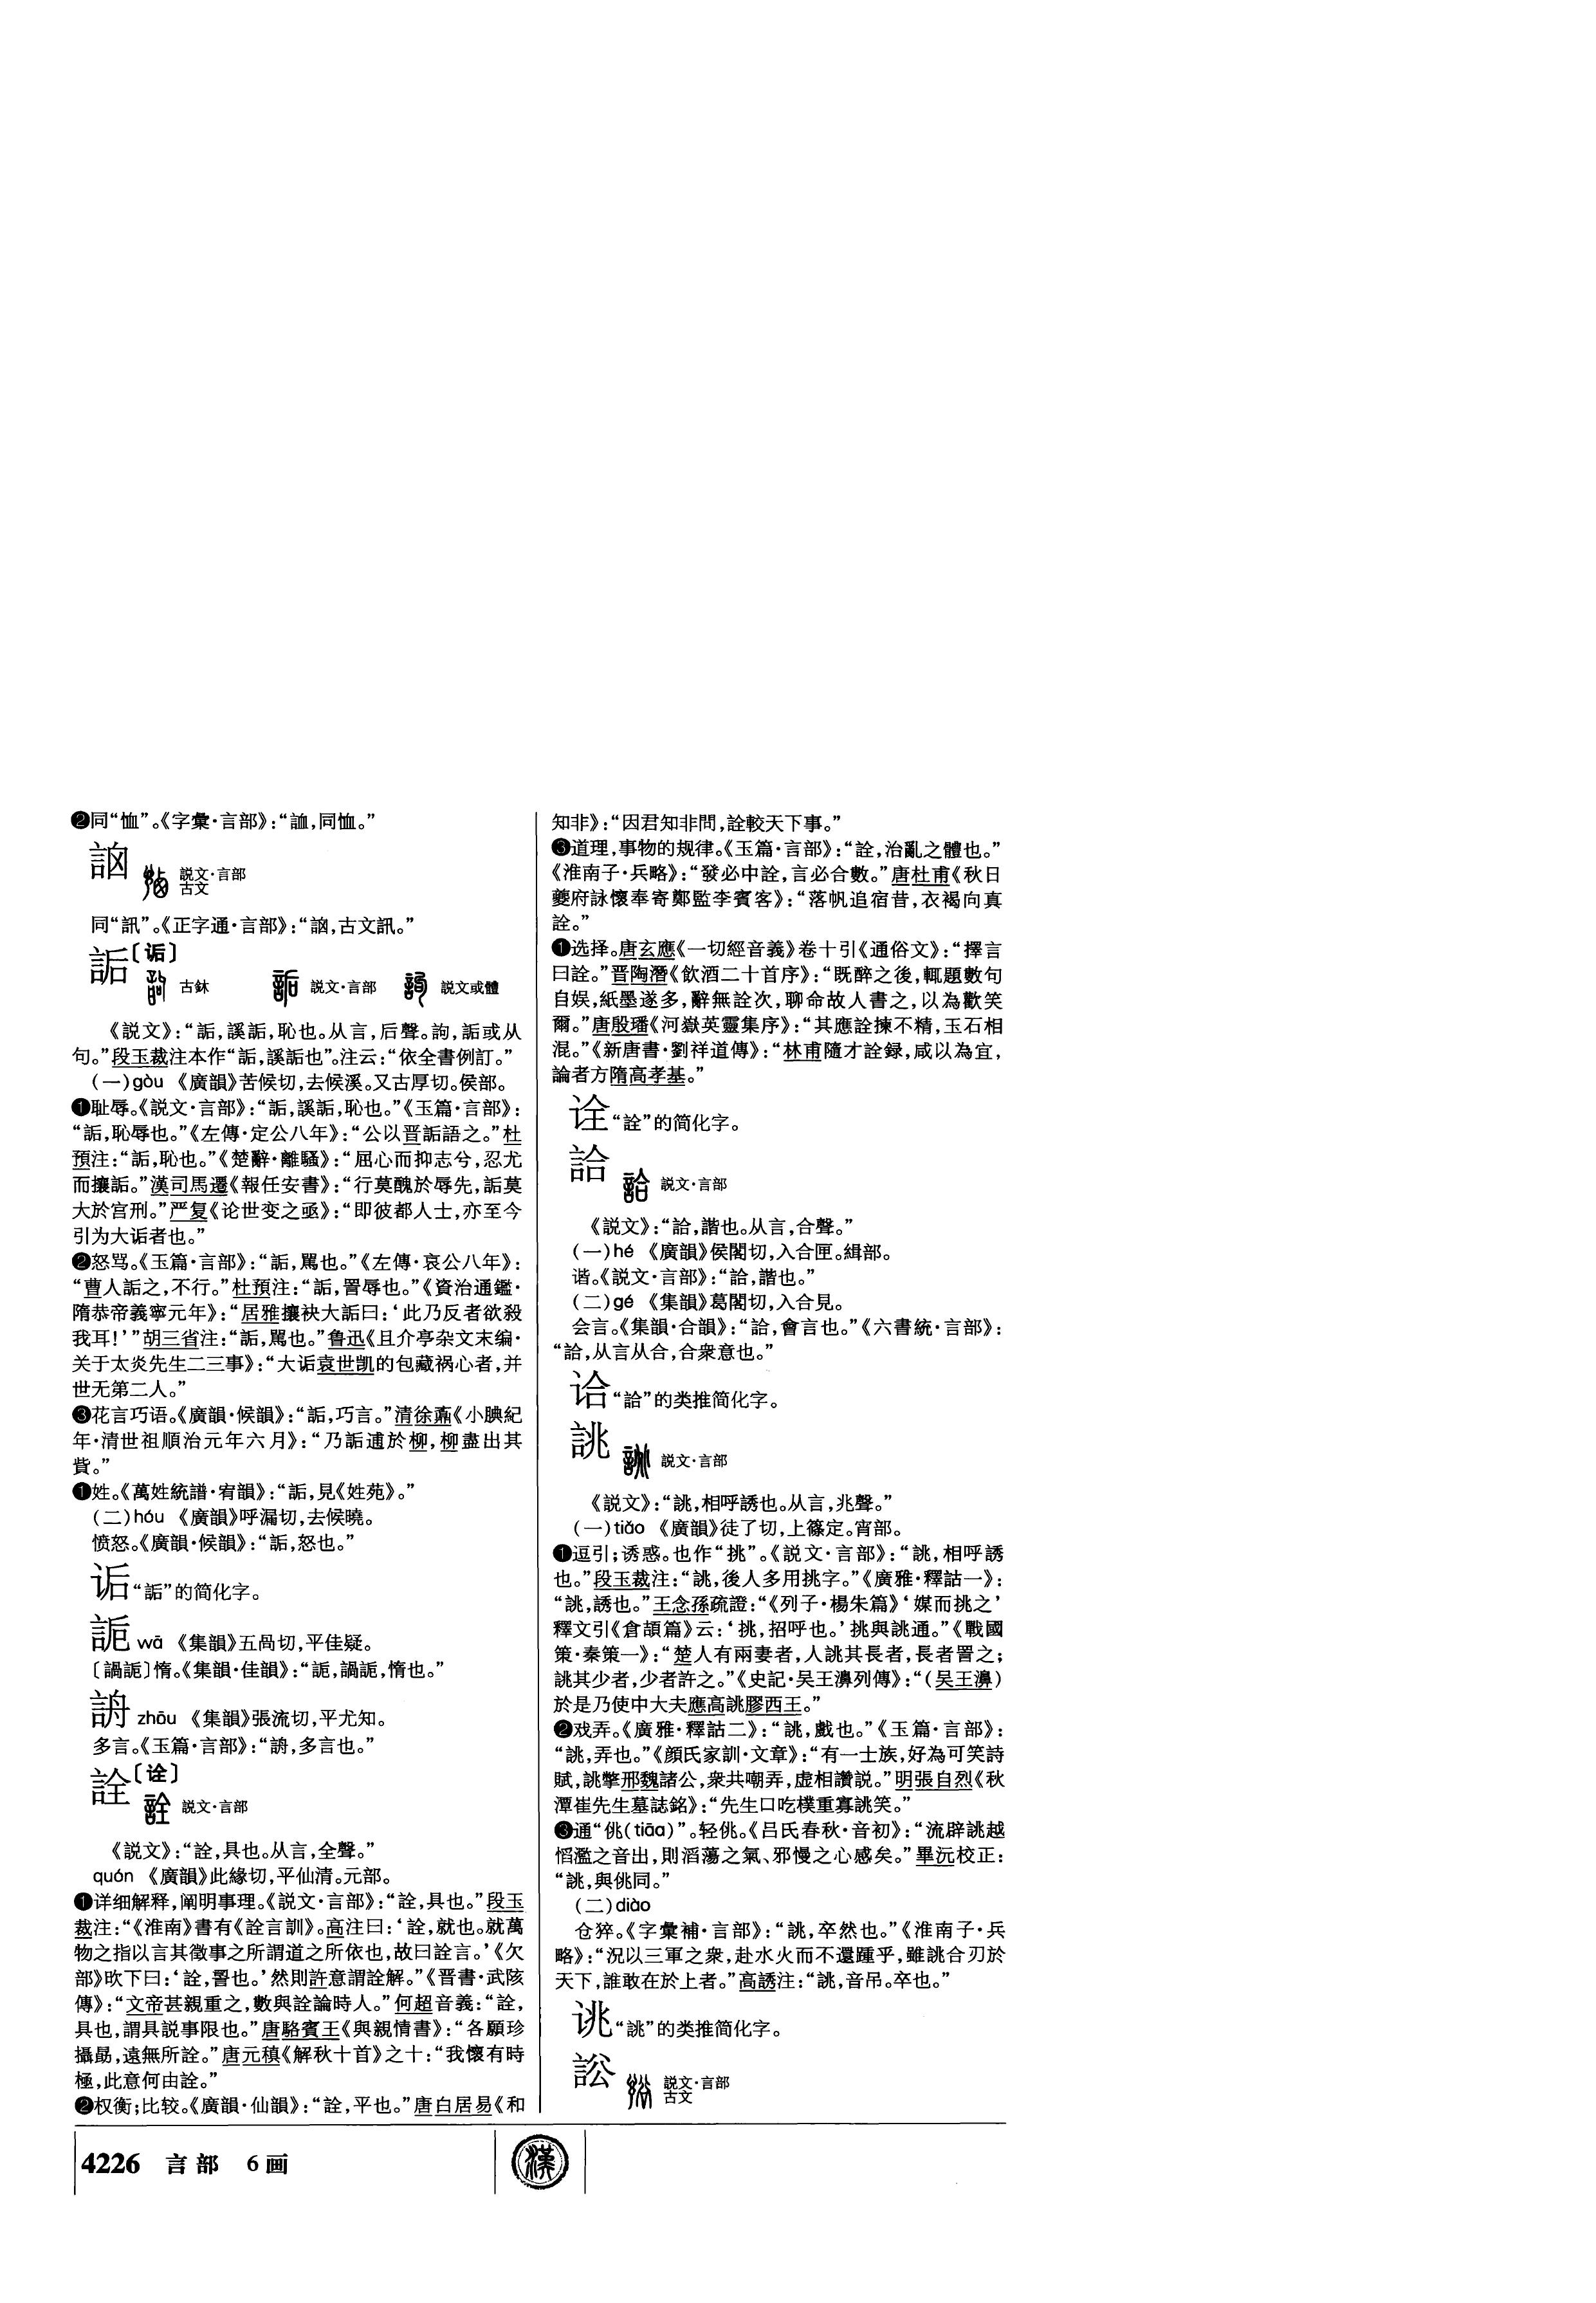 ❷同“恤”。《字彙·言部》：“訹，同恤。”
説文·言部
古文
同“訊”。《正字通·言部》：“𧧀，古文訊。”
詬〔诟〕
古鉥 説文·言部 説文或體
《説文》：“詬，謑詬，恥也。从言，后聲。訽，詬或从
句。”段玉裁注本作“詬，謑詬也”。注云：“依全書例訂。”
（一）gòu 《廣韻》苦候切，去候溪。又古厚切。侯部。
❶耻辱。《説文·言部》：“詬，謑詬，恥也。”《玉篇·言部》：
“詬，恥辱也。”《左傳·定公八年》：“公以晋詬語之。”杜
預注：“詬，恥也。”《楚辭·離騷》：“屈心而抑志兮，忍尤
而攘詬。”漢司馬遷《報任安書》：“行莫醜於辱先，詬莫
大於宫刑。”严复《论世变之亟》：“即彼都人士，亦至今
引为大诟者也。”
❷怒骂。《玉篇·言部》：“詬，駡也。”《左傳·哀公八年》：
“曹人詬之，不行。”杜預注：“詬，詈辱也。”《資治通鑑·
隋恭帝義寧元年》：“居雅攘袂大詬曰：‘此乃反者欲殺
我耳！’”胡三省注：“詬，駡也。”鲁迅《且介亭杂文末编·
关于太炎先生二三事》：“大诟袁世凯的包藏祸心者，并
世无第二人。”
❸花言巧语。《廣韻·候韻》：“詬，巧言。”清徐鼒《小腆紀
年·清世祖順治元年六月》：“乃詬逋於柳，柳盡出其
貲。”
❶姓。《萬姓統譜·宥韻》：“詬，見《姓苑》。”
（二）hóu 《廣韻》呼漏切，去候曉。
愤怒。《廣韻·候韻》：“詬，怒也。”
诟“詬”的简化字。
詉 wā 《集韻》五咼切，平佳疑。
惰。《集韻·佳韻》：
zhōu 《集韻》張流切，平尤知。
多言。《玉篇·言部》：“詶，多言也。”
詮〔诠〕
説文·言部
《説文》：“詮，具也。从言，全聲。”
quón 《廣韻》此緣切，平仙清。元部。
❶详细解释，阐明事理。《説文·言部》：“詮，具也。”段玉
裁注：“《淮南》書有《詮言訓》。高注曰：‘詮，就也。就萬
物之指以言其徵事之所謂道之所依也，故曰詮言。’《欠
部》欥下曰：‘詮，䛑也。’然則許意謂詮解。”《晋書·武陔
傳》：“文帝甚親重之，數與詮論時人。”何超音義：“詮，
具也，謂具説事限也。”唐駱賓王《與親情書》：“各願珍
攝勗，遠無所詮。”唐元稹《解秋十首》之十：“我懷有時
極，此意何由詮。”
❷权衡；比较。《廣韻·仙韻》：“詮，平也。”唐白居易《和
知非》：“因君知非問，詮較天下事。”
❸道理，事物的规律。《玉篇·言部》：“詮，治亂之體也。”
《淮南子·兵略》：“發必中詮，言必合數。”唐杜甫《秋日
夔府詠懷奉寄鄭監李賓客》：“落帆追宿昔，衣褐向真
詮。”
❶选择。唐玄應《一切經音義》卷十引《通俗文》：“擇言
曰詮。”晋陶潛《飲酒二十首序》：“既醉之後，輒題數句
自娱，紙墨遂多，辭無詮次，聊命故人書之，以為歡笑
爾。”唐殷璠《河嶽英靈集序》：“其應詮揀不精，玉石相
混。”《新唐書·劉祥道傳》：“林甫隨才詮録，咸以為宜，
論者方隋高孝基。”
诠“詮”的简化字。
詥
説文·言部
《説文》：“詥，諧也。从言，合聲。”
（一）hé 《廣韻》侯閤切，入合匣。緝部。
谐。《説文·言部》：“詥，諧也。”
（二）gé 《集韻》葛閤切，入合見。
会言。《集韻·合韻》：“詥，會言也。”《六書統·言部》：
“詥，从言从合，合衆意也。”
“詥”的类推简化字。
誂
説文·言部
《説文》：“誂，相呼誘也。从言，兆聲。”
（一）tiǎo 《廣韻》徒了切，上篠定。宵部。
❶逗引；诱惑。也作“挑”。《説文·言部》：“誂，相呼誘
也。”段玉裁注：“誂，後人多用挑字。”《廣雅·釋詁一》：
“誂，誘也。”王念孫疏證：“《列子·楊朱篇》‘媒而挑之’
釋文引《倉頡篇》云：‘挑，招呼也。’挑與誂通。”《戰國
策·秦策一》：“楚人有兩妻者，人誂其長者，長者詈之；
誂其少者，少者許之。”《史記·吴王濞列傳》：“（吴王濞）
於是乃使中大夫應高誂膠西王。”
❷戏弄。《廣雅·釋詁二》：“誂，戲也。”《玉篇·言部》：
“誂，弄也。”《顔氏家訓·文章》：“有一士族，好為可笑詩
賦，誂擎邢魏諸公，衆共嘲弄，虚相讚説。”明張自烈《秋
潭崔先生墓誌銘》：“先生口吃樸重寡誂笑。”
❸通“佻（tiāo）”。轻佻。《吕氏春秋·音初》：“流辟誂越
慆濫之音出，則滔蕩之氣、邪慢之心感矣。”畢沅校正：
“誂，與佻同。”
（二）diào
仓猝。《字彙補·言部》：“誂，卒然也。”《淮南子·兵
略》：“況以三軍之衆，赴水火而不還踵乎，雖誂合刃於
天下，誰敢在於上者。”高誘注：“誂，音吊。卒也。”
“誂”的类推简化字。
訟
説文·言部
古文
4226 言部 6画
漢